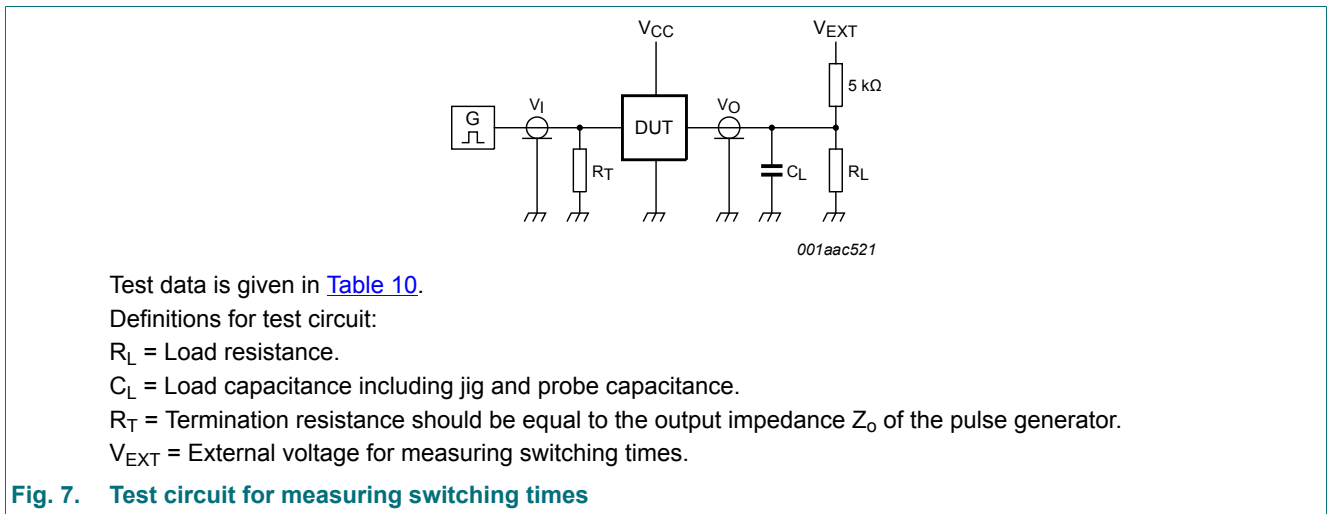 VCC
VEXT
5 kΩ
G
VI
DUT
VO
RT
CL
RL
001aac521
Test data is given in Table 10.
Definitions for test circuit:
RL = Load resistance.
CL = Load capacitance including jig and probe capacitance.
RT = Termination resistance should be equal to the output impedance Zo of the pulse generator.
VEXT = External voltage for measuring switching times.
Fig. 7. Test circuit for measuring switching times